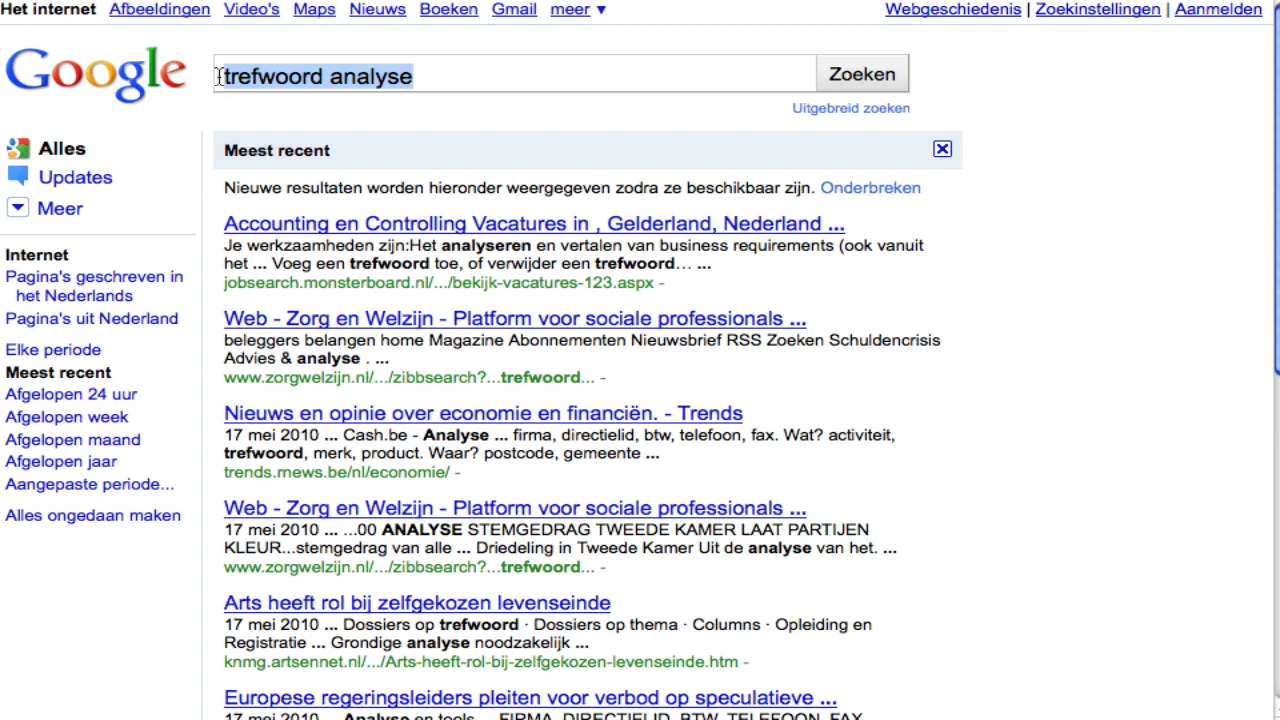 Het internet Afbeeldingen Video's Maps Nieuws Boeken Gmail meer ▼ Webgeschiedenis | Zoekinstellingen | Aanmelden
Google
trefwoord analyse
Zoeken
Uitgebreid zoeken
Alles
Updates
Meer
Internet
Pagina's geschreven in
het Nederlands
Pagina's uit Nederland
Elke periode
Meest recent
Afgelopen 24 uur
Afgelopen week
Afgelopen maand
Afgelopen jaar
Aangepaste periode...
Alles ongedaan maken
Meest recent
Nieuwe resultaten worden hieronder weergegeven zodra ze beschikbaar zijn. Onderbreken
Accounting en Controlling Vacatures in , Gelderland, Nederland ...
Je werkzaamheden zijn:Het analyseren en vertalen van business requirements (ook vanuit
het ... Voeg een trefwoord toe, of verwijder een trefwoord… ...
jobsearch.monsterboard.nl/.../bekijk-vacatures-123.aspx -
Web - Zorg en Welzijn - Platform voor sociale professionals ...
beleggers belangen home Magazine Abonnementen Nieuwsbrief RSS Zoeken Schuldencrisis
Advies & analyse . ...
www.zorgwelzijn.nl/.../zibbsearch?...trefwoord... -
Nieuws en opinie over economie en financiën. - Trends
17 mei 2010 ... Cash.be - Analyse ... firma, directielid, btw, telefoon, fax. Wat? activiteit,
trefwoord, merk, product. Waar? postcode, gemeente ...
trends.rnews.be/nl/economie/ -
Web - Zorg en Welzijn - Platform voor sociale professionals ...
17 mei 2010 ... ...00 ANALYSE STEMGEDRAG TWEEDE KAMER LAAT PARTIJEN
KLEUR...stemgedrag van alle ... Driedeling in Tweede Kamer Uit de analyse van het. ...
www.zorgwelzijn.nl/.../zibbsearch?...trefwoord... -
Arts heeft rol bij zelfgekozen levenseinde
17 mei 2010 ... Dossiers op trefwoord · Dossiers op thema · Columns · Opleiding en
Registratie ... Grondige analyse noodzakelijk ...
knmg.artsennet.nl/.../Arts-heeft-rol-bij-zelfgekozen-levenseinde.htm -
Europese regeringsleiders pleiten voor verbod op speculatieve ...
17 mei 2010 ... Analyse en tools ... FIRMA, DIRECTIELID, BTW, TELEFOON, FAX